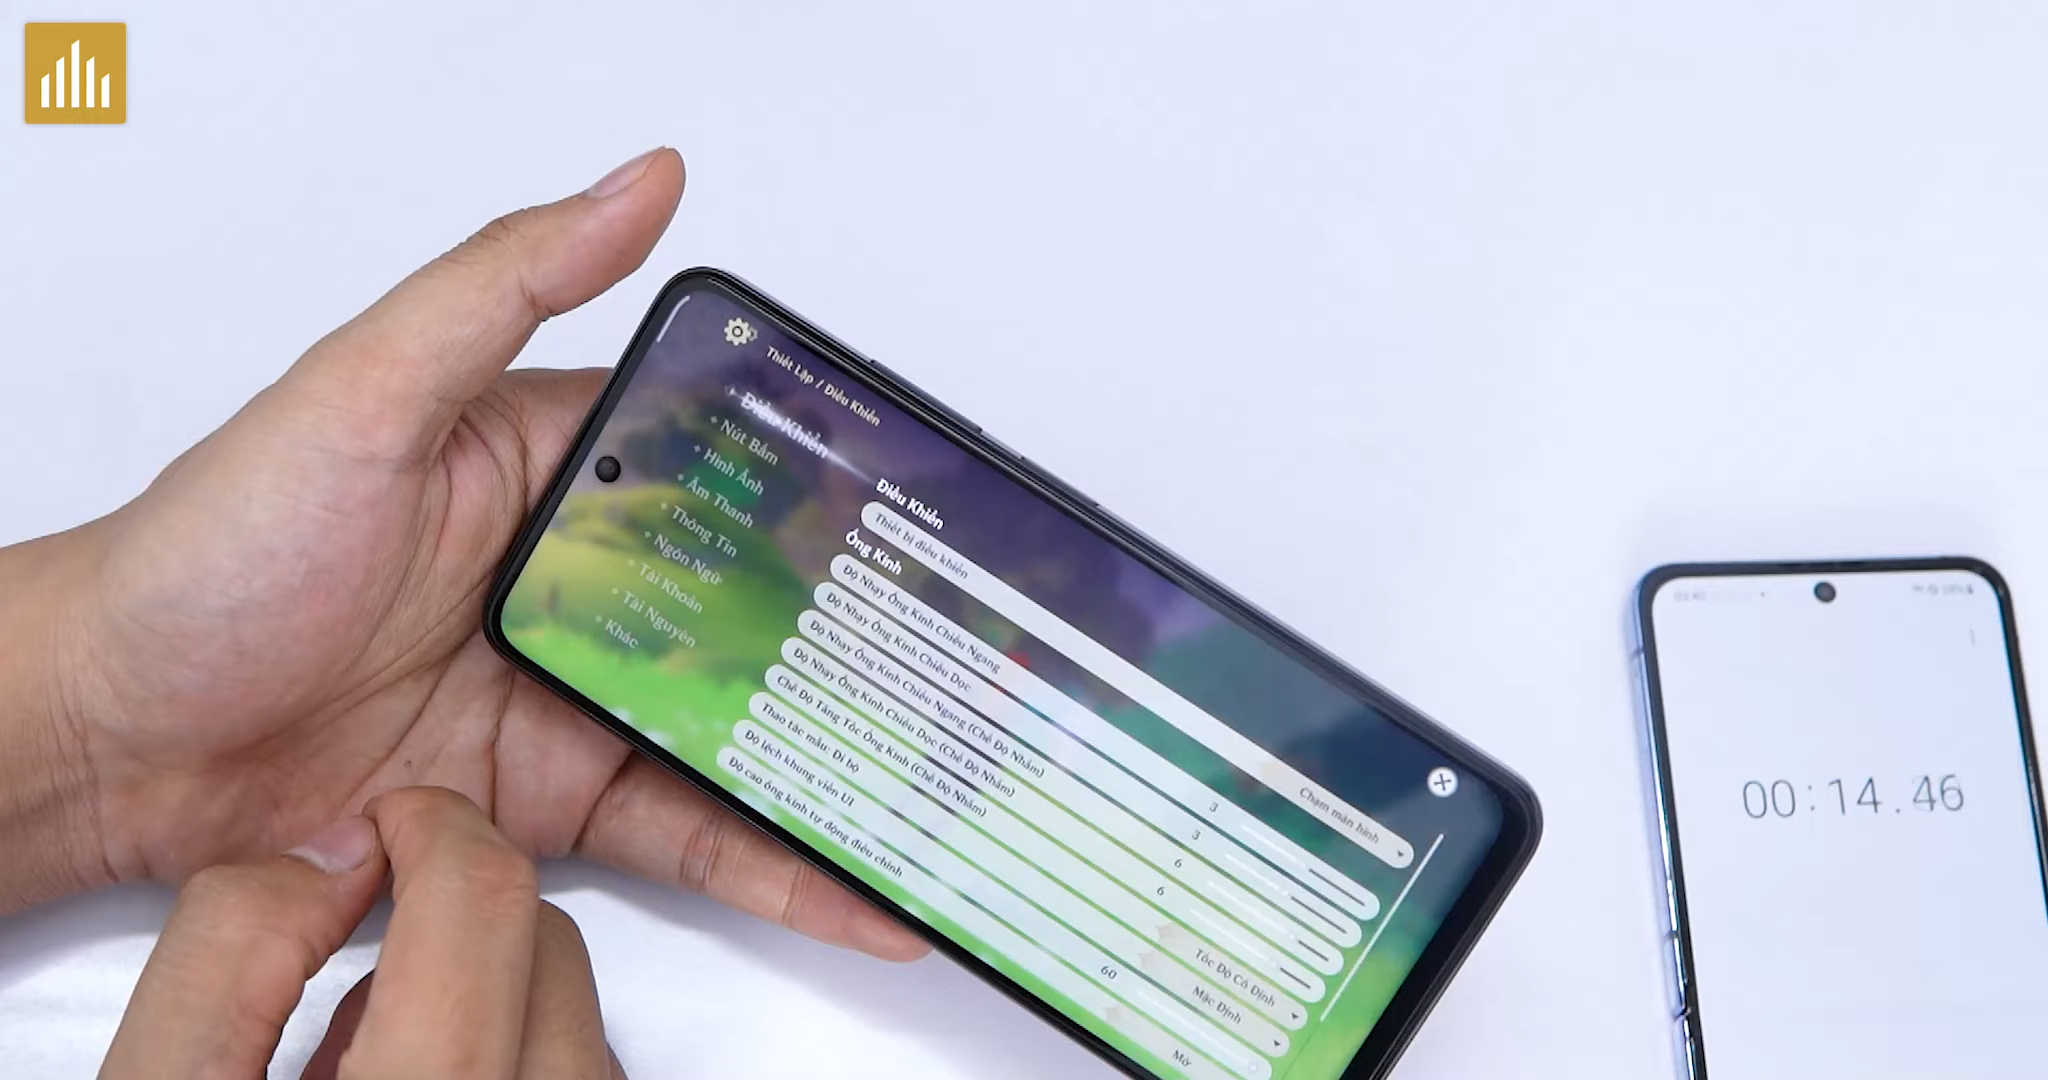 Thiết Lập / Điều Khiển
Điều Khiển
Nút Bấm
Hình Ảnh
Âm Thanh
Thông Tin
Ngôn Ngữ
Tài Khoản
Tài Nguyên
Khác
Điều Khiển
Thiết bị điều khiển
Chạm màn hình
Ống Kính
Độ Nhạy Ống Kính Chiều Ngang
3
Độ Nhạy Ống Kính Chiều Dọc
3
Độ Nhạy Ống Kính Chiều Ngang (Chế Độ Nhắm)
6
Độ Nhạy Ống Kính Chiều Dọc (Chế Độ Nhắm)
6
Chế Độ Tăng Tốc Ống Kính (Chế Độ Nhắm)
Tốc Độ Cố Định
Thao tác mẫu: Đi bộ
Mặc Định
Độ lệch khung viền UI
60
Độ cao ống kính tự động điều chỉnh
Mở
00:14.46